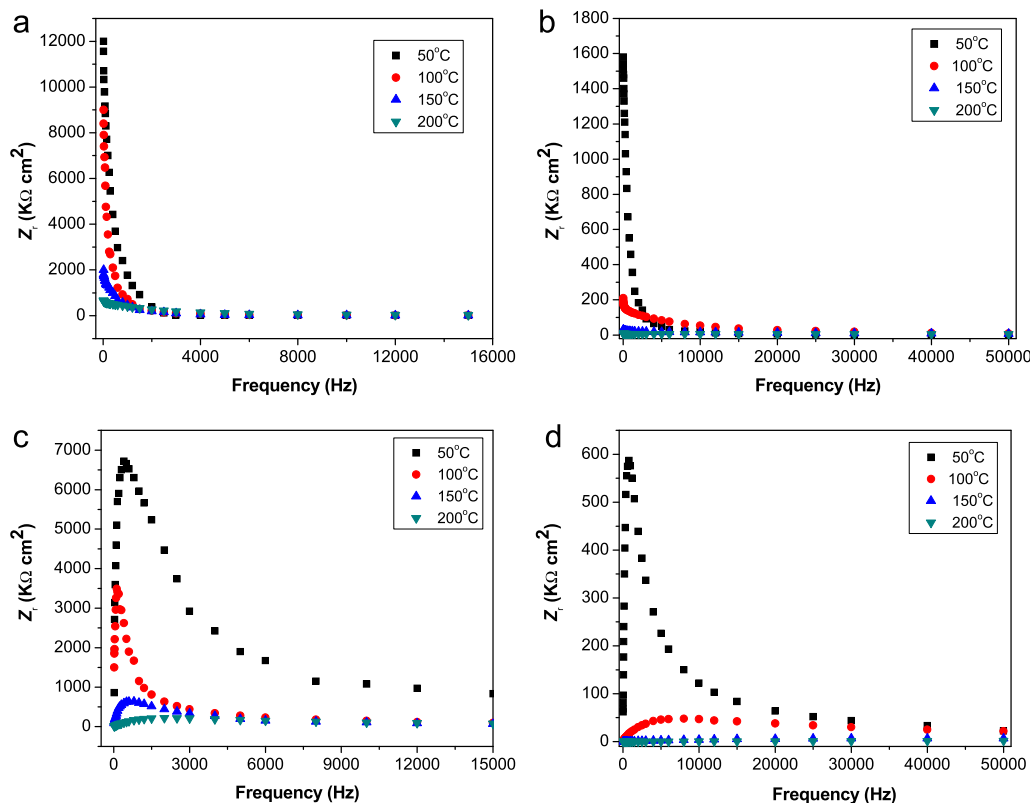 a
12000
10000
8000
6000
4000
2000
0
Zr (KΩ cm²)
50°C
100°C
150°C
200°C
0 4000 8000 12000 16000
Frequency (Hz)
b
1800
1600
1400
1200
1000
800
600
400
200
0
Zr (KΩ cm²)
50°C
100°C
150°C
200°C
0 10000 20000 30000 40000 50000
Frequency (Hz)
c
7000
6000
5000
4000
3000
2000
1000
0
Zr (KΩ cm²)
50°C
100°C
150°C
200°C
0 3000 6000 9000 12000 15000
Frequency (Hz)
d
600
500
400
300
200
100
0
Zr (KΩ cm²)
50°C
100°C
150°C
200°C
0 10000 20000 30000 40000 50000
Frequency (Hz)